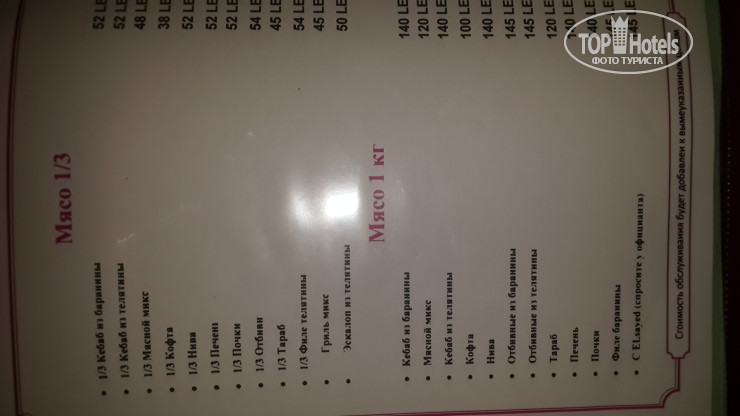 Мясо 1/3
• 1/3 Кебаб из баранины 52 LE
• 1/3 Кебаб из телятины 52 LE
• 1/3 Мясной микс 48 LE
• 1/3 Кофта 38 LE
• 1/3 Нива 52 LE
• 1/3 Печень 52 LE
• 1/3 Почки 52 LE
• 1/3 Отбивн 54 LE
• 1/3 Тараб 45 LE
• 1/3 Филе телятины 54 LE
• Гриль микс 45 LE
• Эскалоп из телятины 50 LE
Мясо 1 кг
• Кебаб из баранины 140 LE
• Мясной микс 120 LE
• Кебаб из телятины 140 LE
• Кофта 100 LE
• Нива 140 LE
• Отбивные из баранины 145 LE
• Отбивные из телятины 145 LE
• Тараб 120 LE
• Печень
• Почки
• Филе баранины
• C ELsayed (спросите у официанта)
Стоимость обслуживания будет добавлен к вымеуказанным
TOP Hotels
ФОТО ТУРИСТА